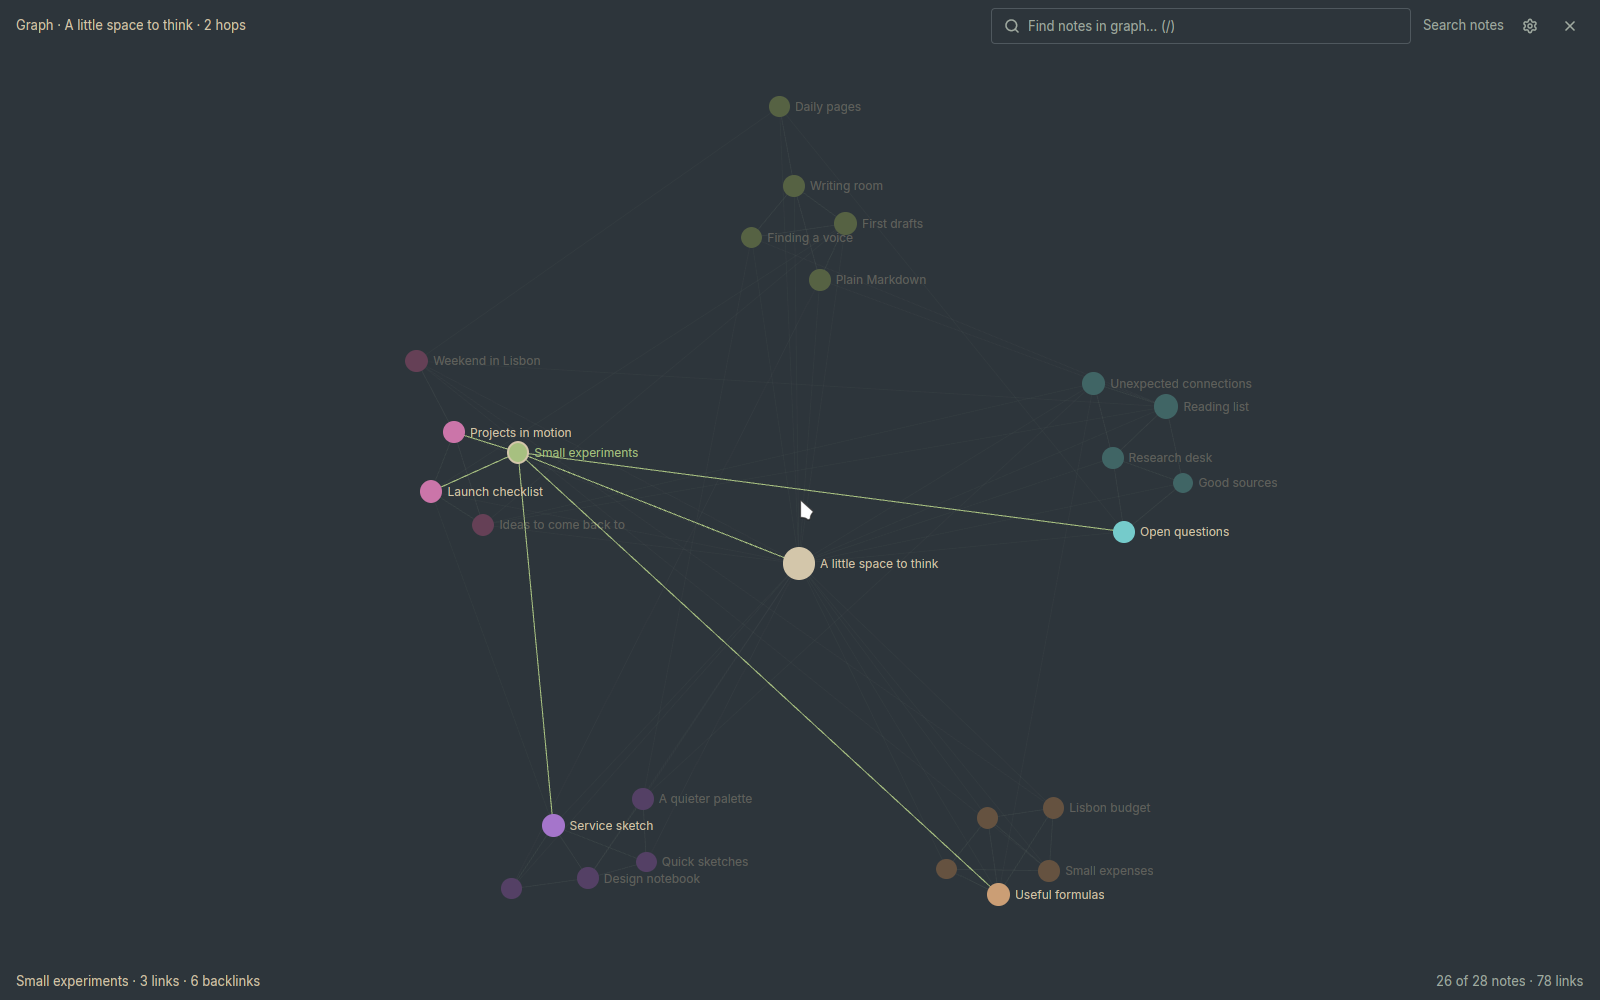 Graph · A little space to think · 2 hops
Find notes in graph... (/)
Search notes
Daily pages
Writing room
First drafts
Finding a voice
Plain Markdown
Weekend in Lisbon
Unexpected connections
Reading list
Projects in motion
Small experiments
Research desk
Good sources
Launch checklist
Ideas to come back to
Open questions
A little space to think
A quieter palette
Lisbon budget
Service sketch
Quick sketches
Small expenses
Design notebook
Useful formulas
Small experiments · 3 links · 6 backlinks
26 of 28 notes · 78 links